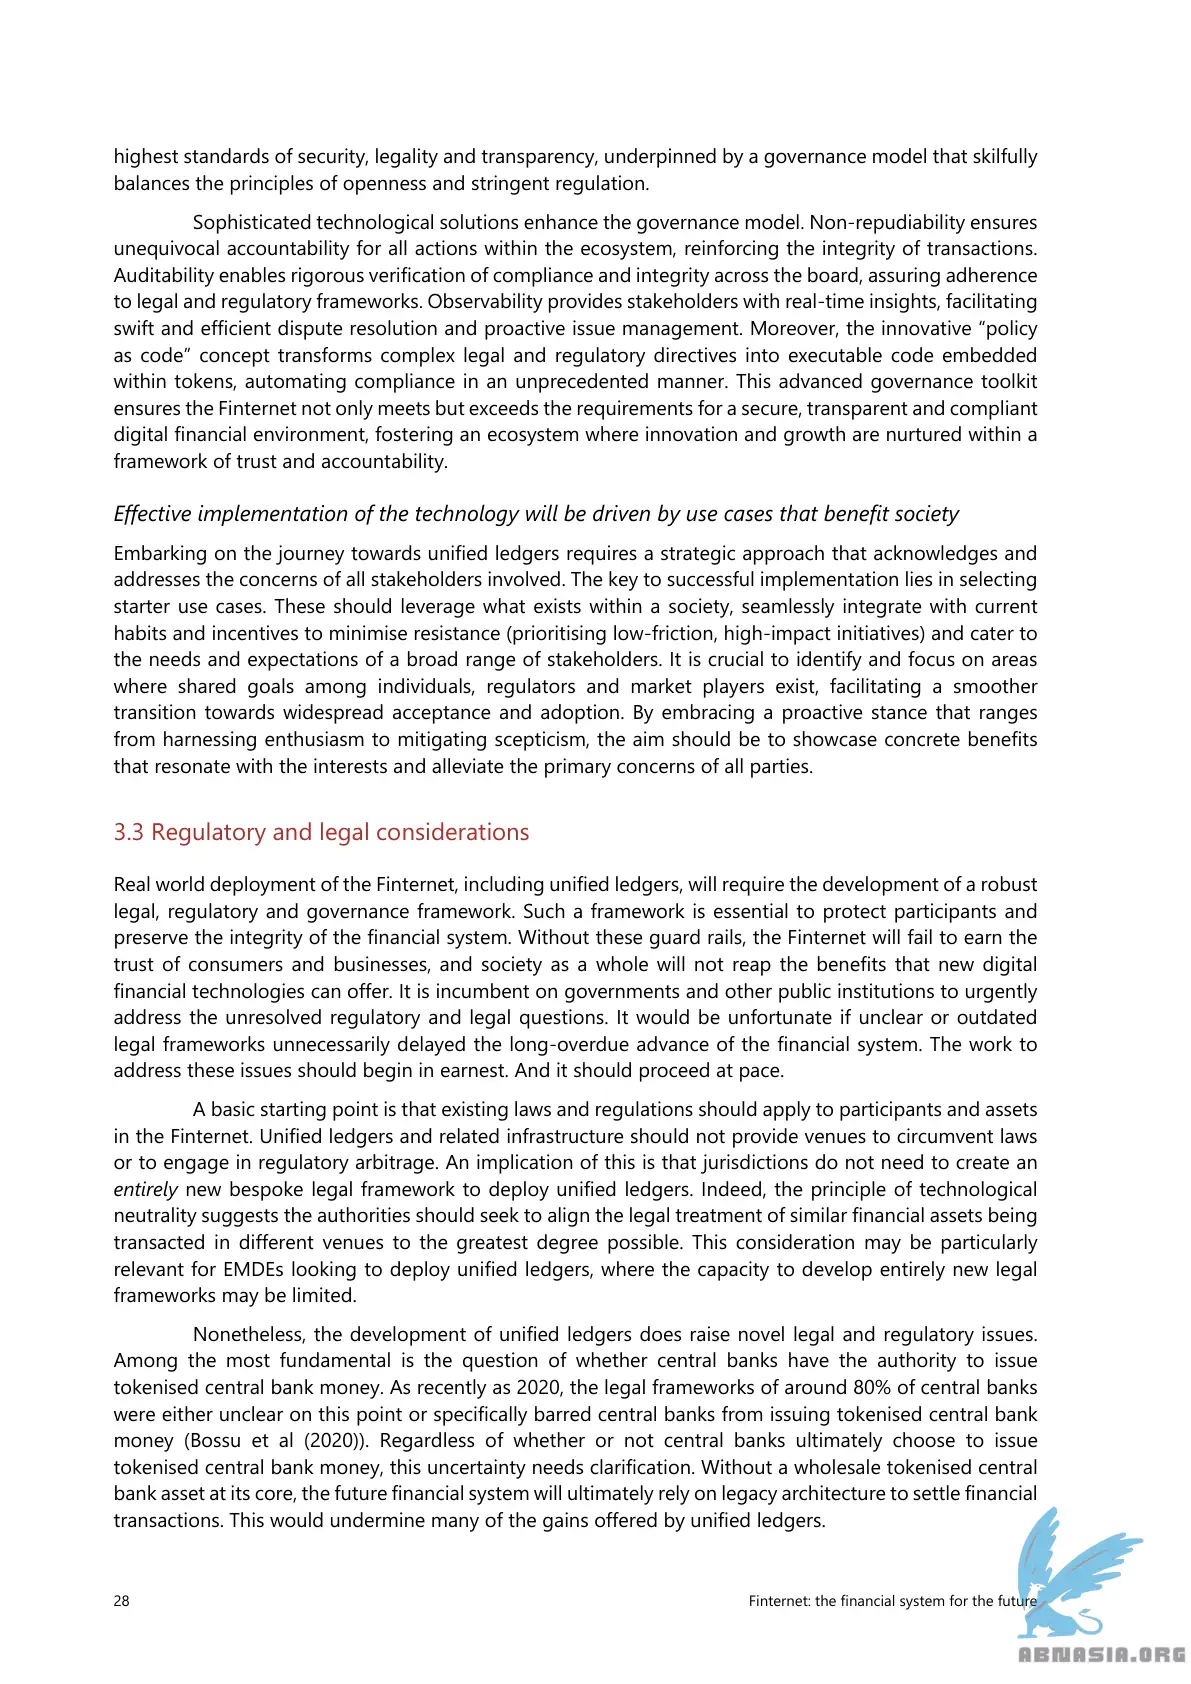 highest standards of security, legality and transparency, underpinned by a governance model that skilfully
balances the principles of openness and stringent regulation.
Sophisticated technological solutions enhance the governance model. Non-repudiability ensures
unequivocal accountability for all actions within the ecosystem, reinforcing the integrity of transactions.
Auditability enables rigorous verification of compliance and integrity across the board, assuring adherence
to legal and regulatory frameworks. Observability provides stakeholders with real-time insights, facilitating
swift and efficient dispute resolution and proactive issue management. Moreover, the innovative “policy
as code” concept transforms complex legal and regulatory directives into executable code embedded
within tokens, automating compliance in an unprecedented manner. This advanced governance toolkit
ensures the Finternet not only meets but exceeds the requirements for a secure, transparent and compliant
digital financial environment, fostering an ecosystem where innovation and growth are nurtured within a
framework of trust and accountability.
Effective implementation of the technology will be driven by use cases that benefit society
Embarking on the journey towards unified ledgers requires a strategic approach that acknowledges and
addresses the concerns of all stakeholders involved. The key to successful implementation lies in selecting
starter use cases. These should leverage what exists within a society, seamlessly integrate with current
habits and incentives to minimise resistance (prioritising low-friction, high-impact initiatives) and cater to
the needs and expectations of a broad range of stakeholders. It is crucial to identify and focus on areas
where shared goals among individuals, regulators and market players exist, facilitating a smoother
transition towards widespread acceptance and adoption. By embracing a proactive stance that ranges
from harnessing enthusiasm to mitigating scepticism, the aim should be to showcase concrete benefits
that resonate with the interests and alleviate the primary concerns of all parties.
3.3 Regulatory and legal considerations
Real world deployment of the Finternet, including unified ledgers, will require the development of a robust
legal, regulatory and governance framework. Such a framework is essential to protect participants and
preserve the integrity of the financial system. Without these guard rails, the Finternet will fail to earn the
trust of consumers and businesses, and society as a whole will not reap the benefits that new digital
financial technologies can offer. It is incumbent on governments and other public institutions to urgently
address the unresolved regulatory and legal questions. It would be unfortunate if unclear or outdated
legal frameworks unnecessarily delayed the long-overdue advance of the financial system. The work to
address these issues should begin in earnest. And it should proceed at pace.
A basic starting point is that existing laws and regulations should apply to participants and assets
in the Finternet. Unified ledgers and related infrastructure should not provide venues to circumvent laws
or to engage in regulatory arbitrage. An implication of this is that jurisdictions do not need to create an
entirely new bespoke legal framework to deploy unified ledgers. Indeed, the principle of technological
neutrality suggests the authorities should seek to align the legal treatment of similar financial assets being
transacted in different venues to the greatest degree possible. This consideration may be particularly
relevant for EMDEs looking to deploy unified ledgers, where the capacity to develop entirely new legal
frameworks may be limited.
Nonetheless, the development of unified ledgers does raise novel legal and regulatory issues.
Among the most fundamental is the question of whether central banks have the authority to issue
tokenised central bank money. As recently as 2020, the legal frameworks of around 80% of central banks
were either unclear on this point or specifically barred central banks from issuing tokenised central bank
money (Bossu et al (2020)). Regardless of whether or not central banks ultimately choose to issue
tokenised central bank money, this uncertainty needs clarification. Without a wholesale tokenised central
bank asset at its core, the future financial system will ultimately rely on legacy architecture to settle financial
transactions. This would undermine many of the gains offered by unified ledgers.
28
Finternet: the financial system for the future
ABNASIA.ORG